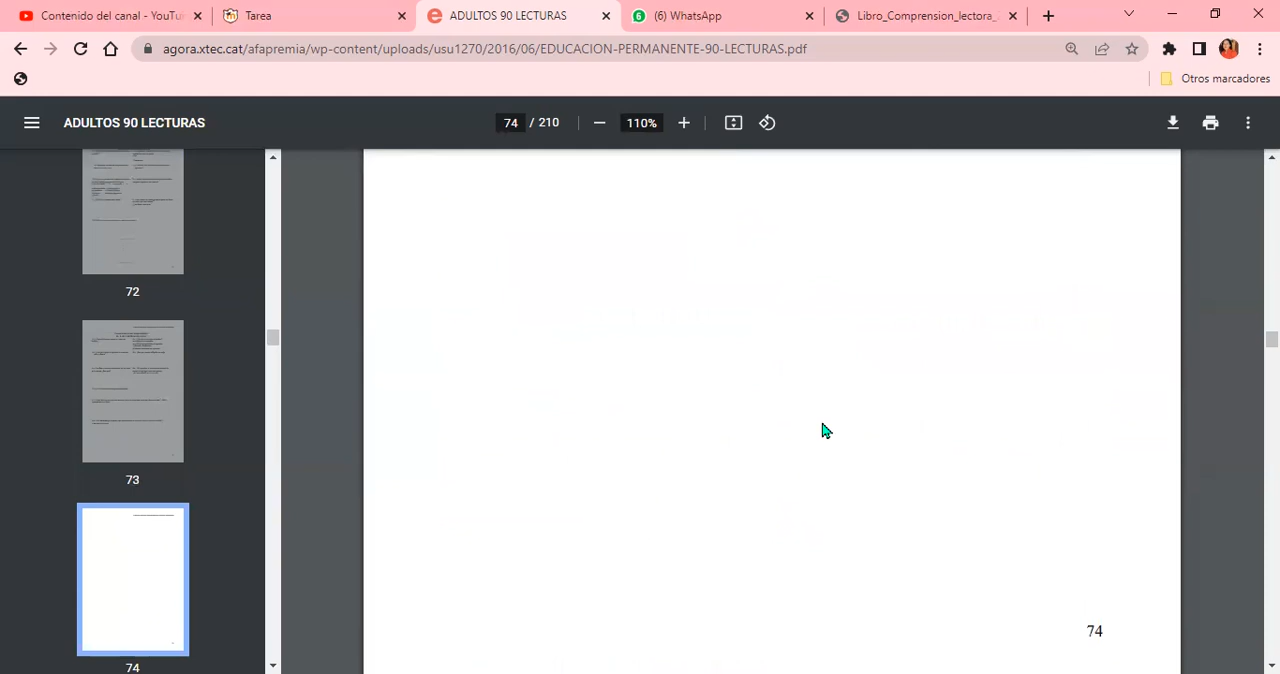 Contenido del canal - YouTu
Tarea
ADULTOS 90 LECTURAS
(6) WhatsApp
Libro_Comprension_lectora_
agora.xtec.cat/afapremia/wp-content/uploads/usu1270/2016/06/EDUCACION-PERMANENTE-90-LECTURAS.pdf
Otros marcadores
ADULTOS 90 LECTURAS
74 / 210
110%
72
73
74
74